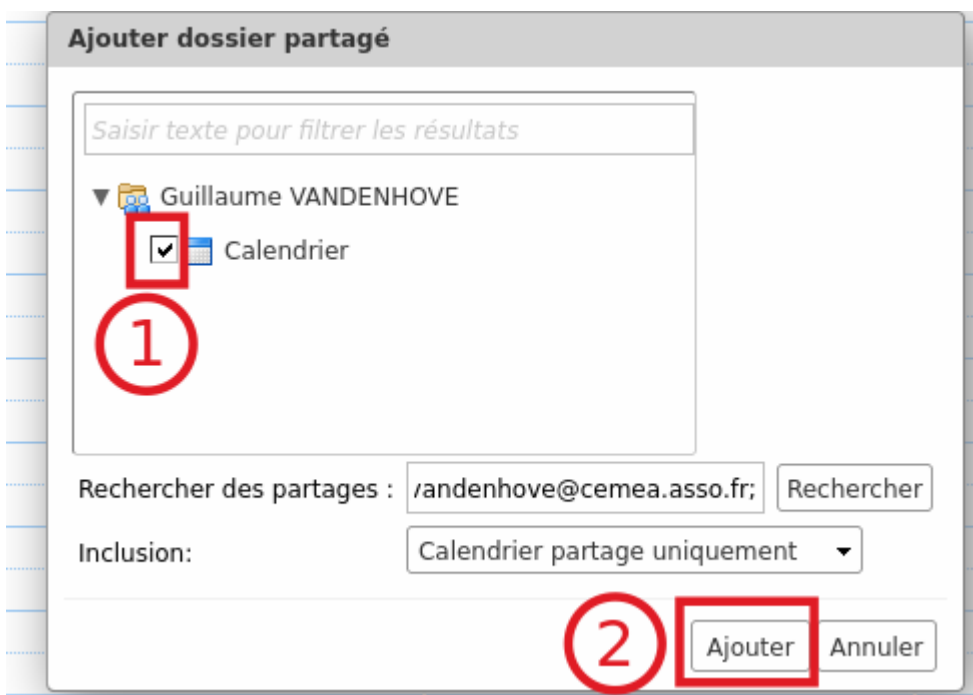 Ajouter dossier partagé
Saisir texte pour filtrer les résultats
Guillaume VANDENHOVE
Calendrier
1
Rechercher des partages : vandenhove@cemea.asso.fr; Rechercher
Inclusion: Calendrier partage uniquement
2 Ajouter Annuler